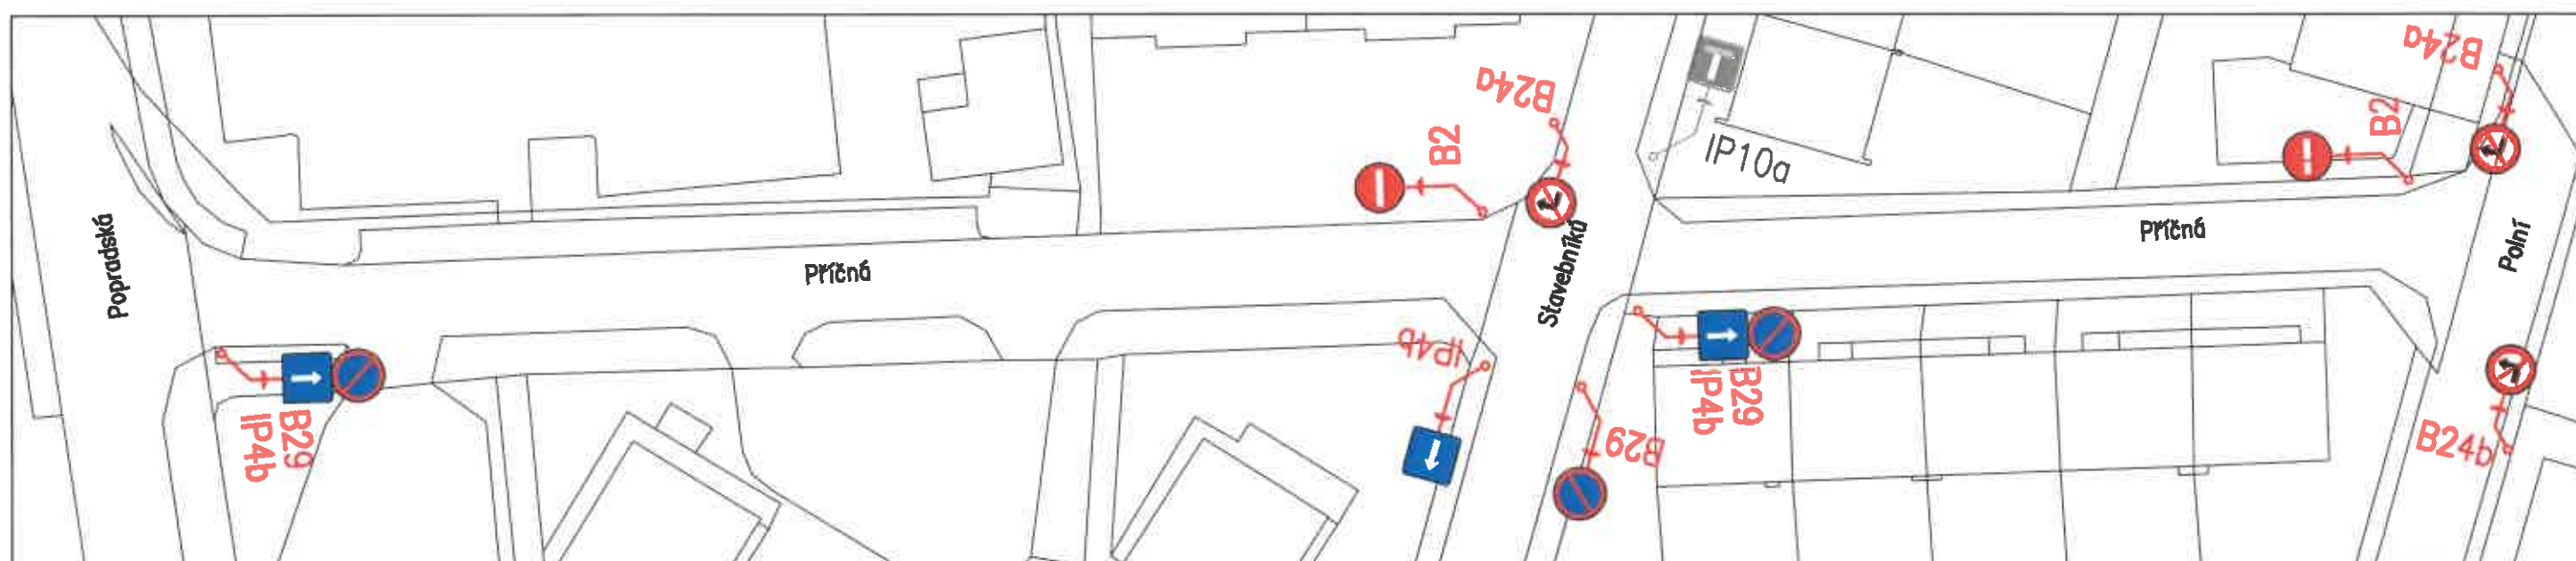 B24a
B24a
B2
B2
IP10a
Popradská
Příčná
Stavebníků
Příčná
Polní
IP4b
B29
IP4b
B29
B29
IP4b
B24b